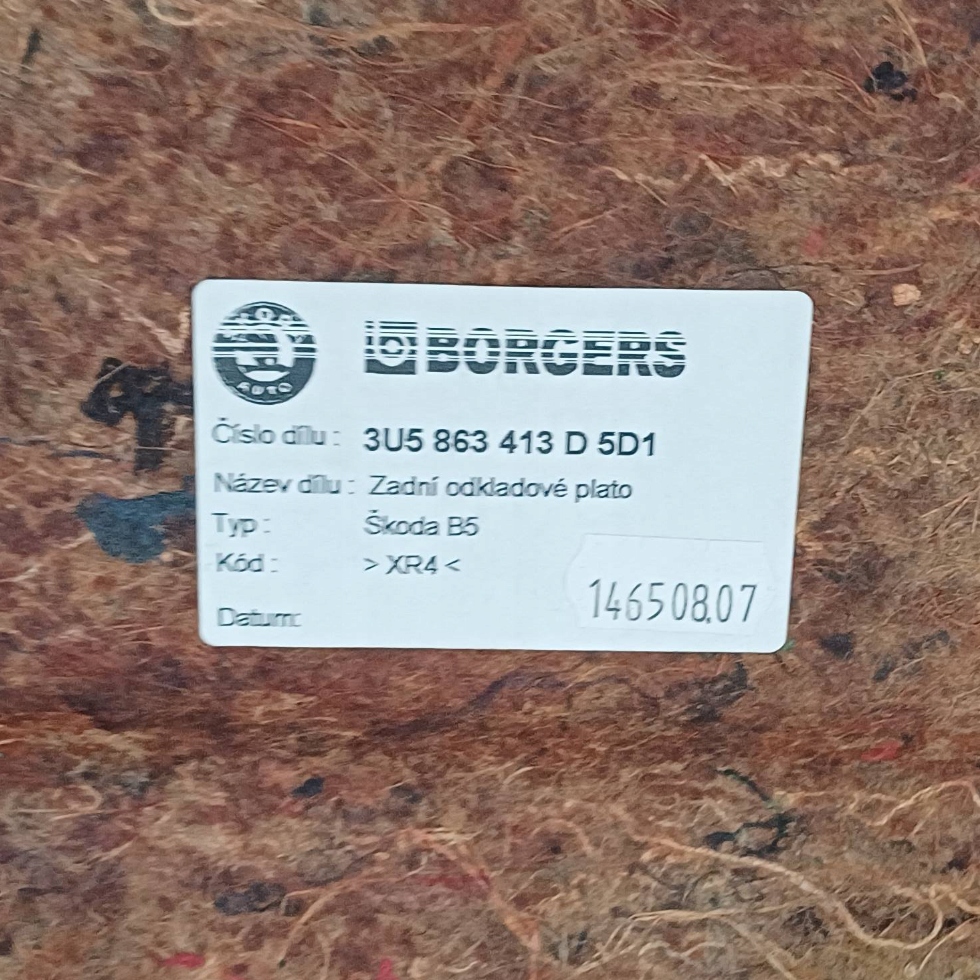 AUTO
BORGERS
Číslo dílu : 3U5 863 413 D 5D1
Název dílu : Zadní odkladové plato
Typ : Škoda B5
Kód : > XR4 <
Datum:
14650807